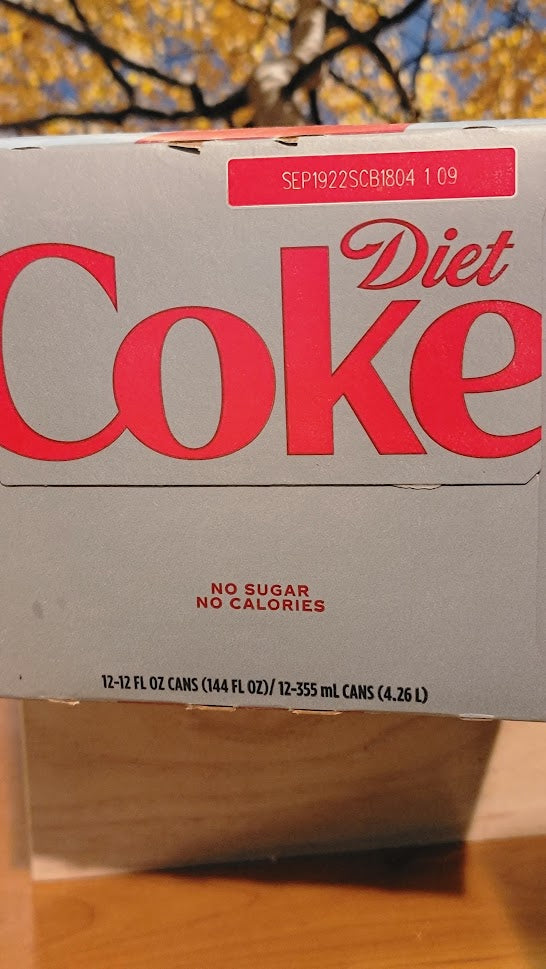 SEP1922SCB1804 1 09
Diet
Coke
NO SUGAR
NO CALORIES
12-12 FL OZ CANS (144 FL OZ)/ 12-355 mL CANS (4.26 L)